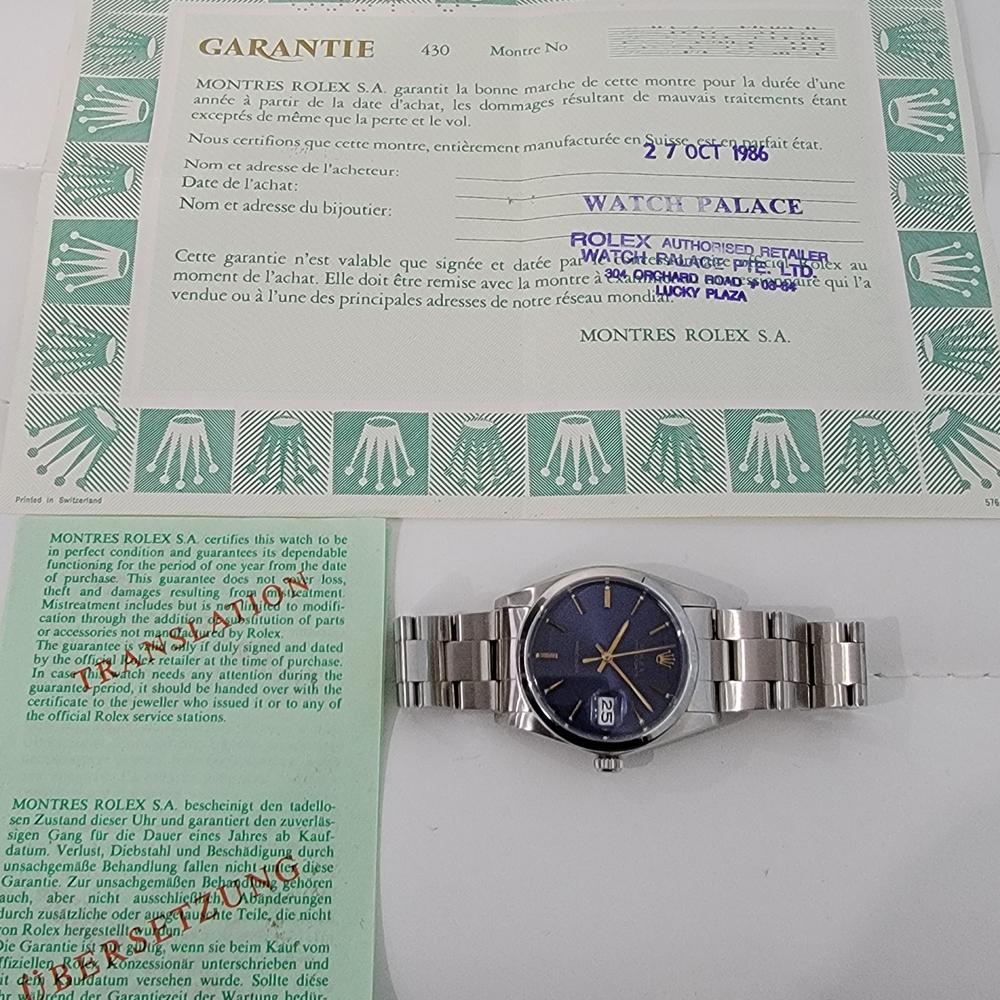 GARANTIE 430 Montre No
MONTRES ROLEX S.A. garantit la bonne marche de cette montre pour la durée d'une
année à partir de la date d'achat, les dommages résultant de mauvais traitements étant
exceptés de même que la perte et le vol.
Nous certifions que cette montre, entièrement manufacturée en Suisse est en parfait état.
27 OCT 1986
Nom et adresse de l'acheteur:
Date de l'achat:
Nom et adresse du bijoutier:
WATCH PALACE
ROLEX AUTHORISED RETAILER
WATCH PALACE PTE. LTD.
304, ORCHARD ROAD
LUCKY PLAZA
Cette garantie n'est valable que signée et datée par Rolex au
moment de l'achat. Elle doit être remise avec la montre à qui l'a
vendue ou à l'une des principales adresses de notre réseau mondial.
MONTRES ROLEX S.A.
Printed in Switzerland
576
MONTRES ROLEX S.A. certifies this watch to be
in perfect condition and guarantees its dependable
functioning for the period of one year from the date
of purchase. This guarantee does not cover loss,
theft and damages resulting from mistreatment.
Mistreatment includes but is not limited to modifi-
cation through the addition or substitution of parts
or accessories not manufactured by Rolex.
The guarantee is valid only if duly signed and dated
by the official Rolex retailer at the time of purchase.
In case watch needs any attention during the
guarantee period, it should be handed over with the
certificate to the jeweller who issued it or to any of
the official Rolex service stations.
TRANSLATION
MONTRES ROLEX S.A. bescheinigt den tadello-
sen Zustand dieser Uhr und garantiert den zuverläs-
sigen Gang für die Dauer eines Jahres ab Kauf-
datum. Verlust, Diebstahl und Beschädigung durch
unsachgemäße Behandlung fallen nicht unter diese
Garantie. Zur unsachgemäßen Behandlung gehören
auch, aber nicht ausschließlich, Abänderungen
durch zusätzliche oder ausgetauschte Teile, die nicht
von Rolex hergestellt wurden.
Die Garantie ist nur gültig, wenn sie beim Kauf vom
offiziellen Rolex Konzessionär unterschrieben und
mit dem Kaufdatum versehen wurde. Sollte diese
Uhr während der Garantiezeit der Wartung bedür-
ÜBERSETZUNG
ROLEX
25